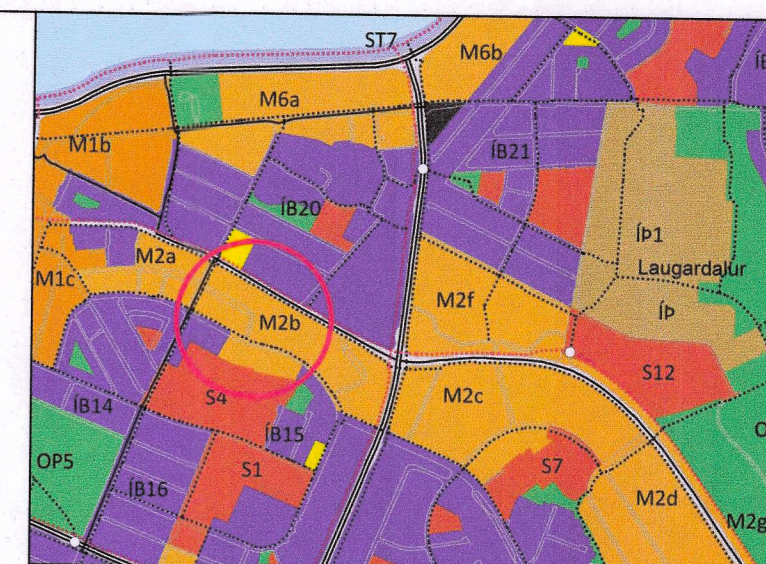 ST7
M6b
ÍB
M6a
M1b
ÍB21
ÍB20
ÍÞ1
Laugardalur
M2a
M1c
M2f
ÍÞ
M2b
S12
M2c
S4
ÍB14
ÍB15
OP5
S1
S7
ÍB16
M2d
M2g